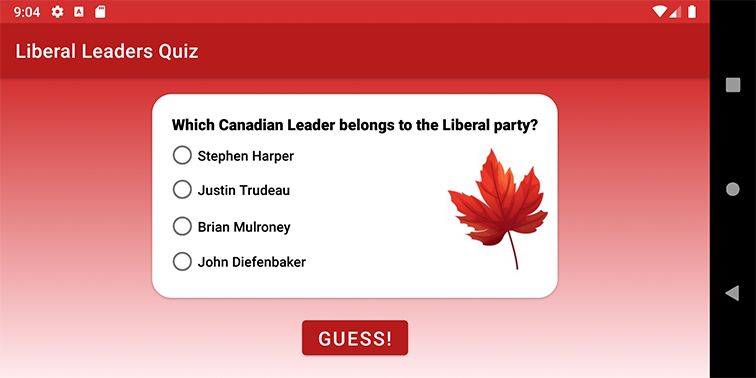 9:04
Liberal Leaders Quiz
Which Canadian Leader belongs to the Liberal party?
Stephen Harper
Justin Trudeau
Brian Mulroney
John Diefenbaker
GUESS!